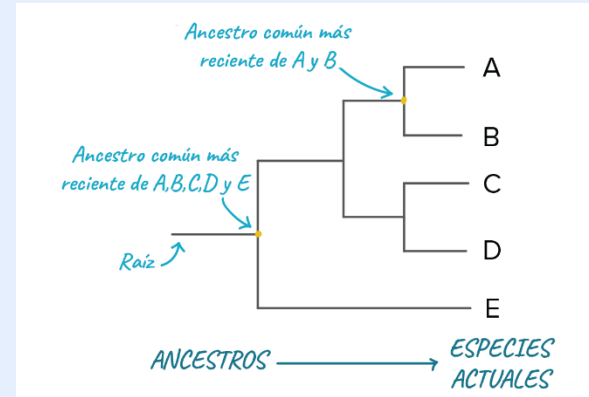 Ancestro común más
reciente de A y B
A
B
Ancestro común más
reciente de A,B,C,D y E
C
D
Raíz
E
ANCESTROS
ESPECIES
ACTUALES